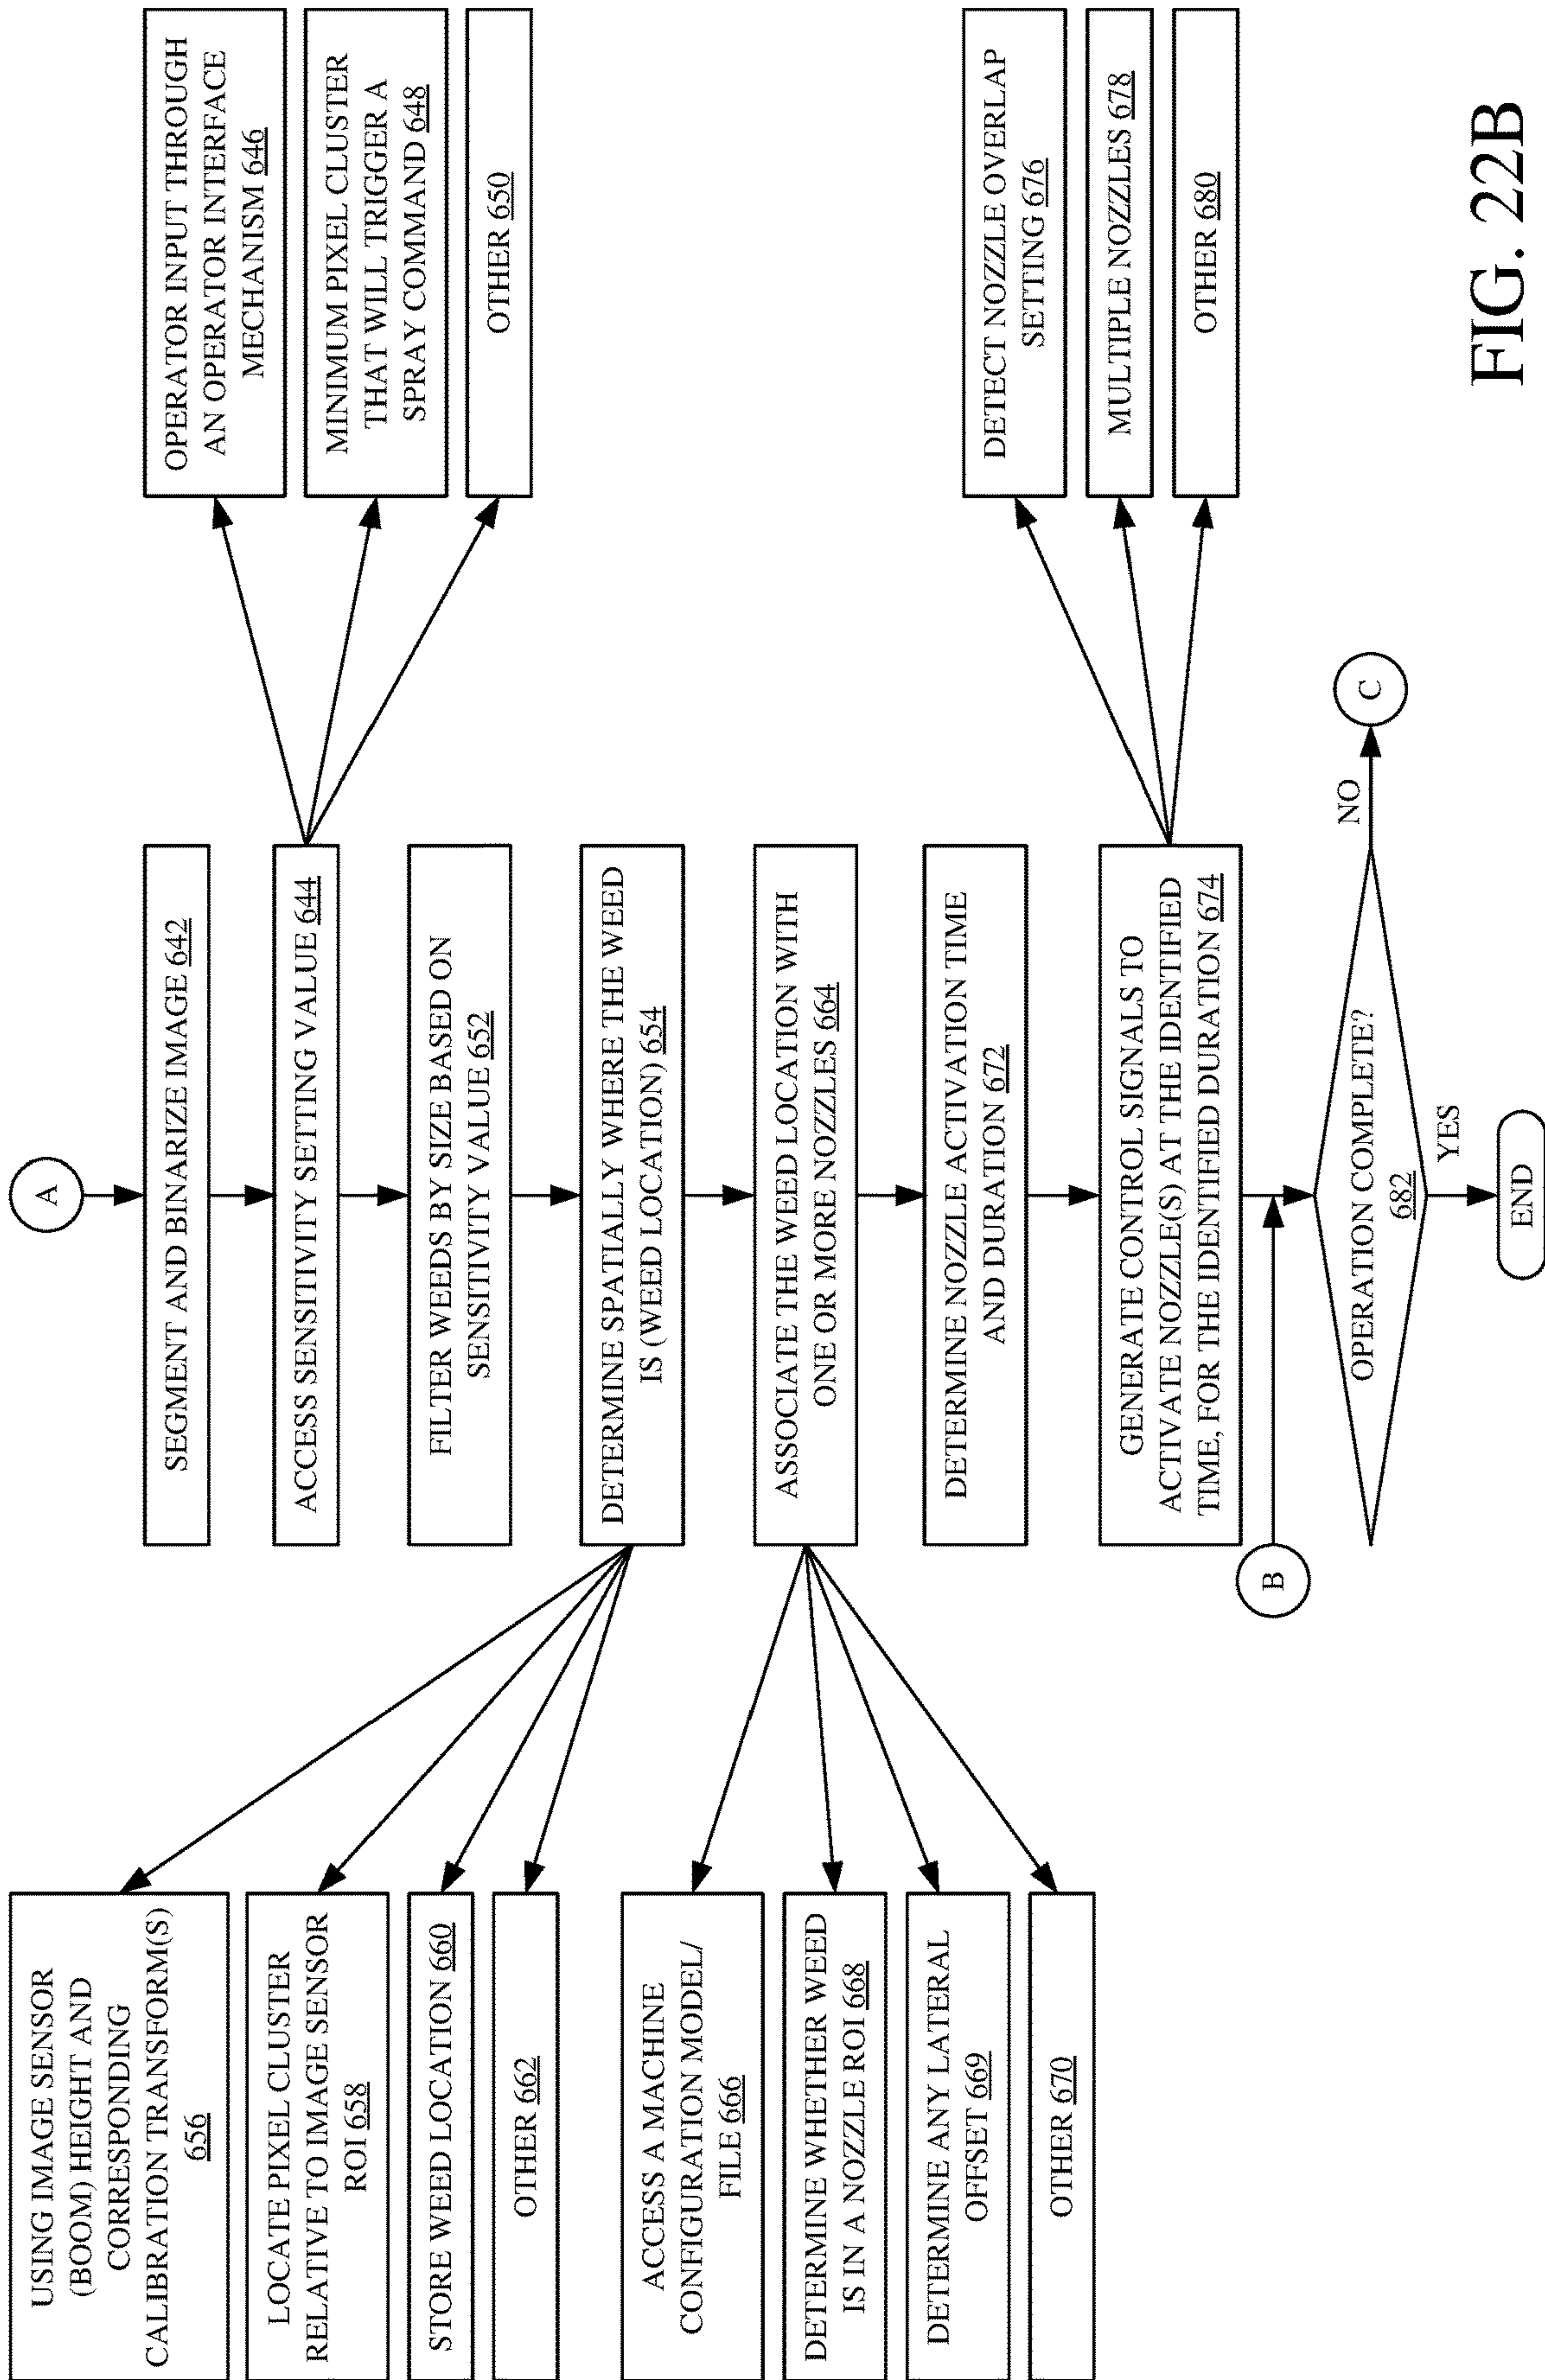 A
SEGMENT AND BINARIZE IMAGE 642
ACCESS SENSITIVITY SETTING VALUE 644
OPERATOR INPUT THROUGH
AN OPERATOR INTERFACE
MECHANISM 646
MINIMUM PIXEL CLUSTER
THAT WILL TRIGGER A
SPRAY COMMAND 648
OTHER 650
FILTER WEEDS BY SIZE BASED ON
SENSITIVITY VALUE 652
DETERMINE SPATIALLY WHERE THE WEED
IS (WEED LOCATION) 654
USING IMAGE SENSOR
(BOOM) HEIGHT AND
CORRESPONDING
CALIBRATION TRANSFORM(S)
656
LOCATE PIXEL CLUSTER
RELATIVE TO IMAGE SENSOR
ROI 658
STORE WEED LOCATION 660
OTHER 662
ASSOCIATE THE WEED LOCATION WITH
ONE OR MORE NOZZLES 664
ACCESS A MACHINE
CONFIGURATION MODEL/
FILE 666
DETERMINE WHETHER WEED
IS IN A NOZZLE ROI 668
DETERMINE ANY LATERAL
OFFSET 669
OTHER 670
DETERMINE NOZZLE ACTIVATION TIME
AND DURATION 672
GENERATE CONTROL SIGNALS TO
ACTIVATE NOZZLE(S) AT THE IDENTIFIED
TIME, FOR THE IDENTIFIED DURATION 674
DETECT NOZZLE OVERLAP
SETTING 676
MULTIPLE NOZZLES 678
OTHER 680
B
OPERATION COMPLETE?
682
NO
C
YES
END
FIG. 22B